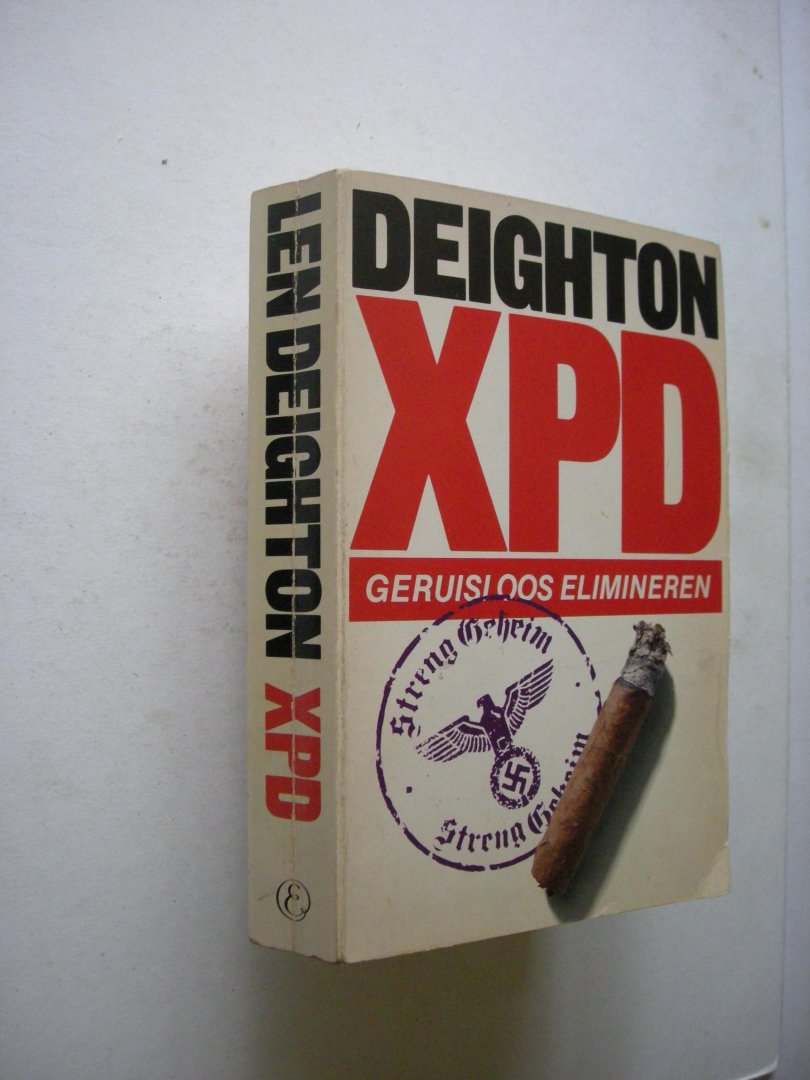 LEN DEIGHTON XPD
DEIGHTON
XPD
GERUISLOOS ELIMINEREN
Streng Geheim
Streng Geheim